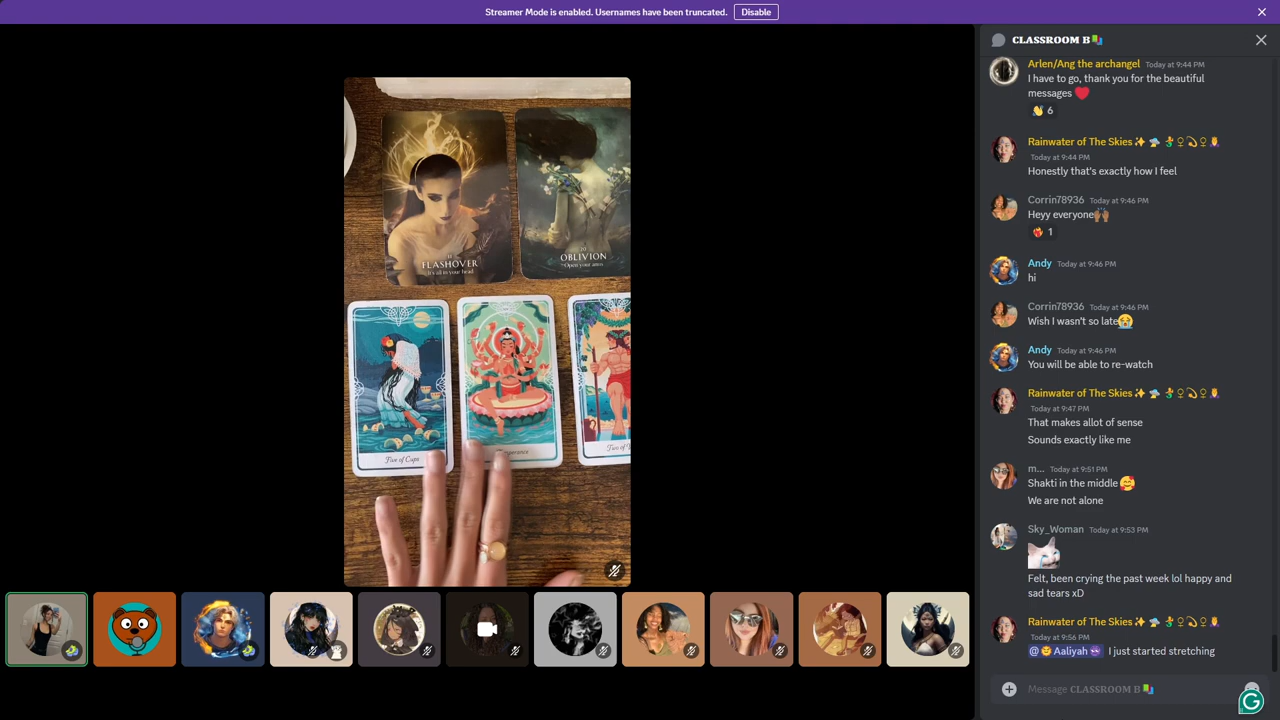 Streamer Mode is enabled. Usernames have been truncated.
Disable
CLASSROOM B
Arlen/Ang the archangel Today at 9:44 PM
I have to go, thank you for the beautiful
messages ❤️
👋 6
Rainwater of The Skies
Today at 9:44 PM
Honestly that's exactly how I feel
Corrin78936 Today at 9:46 PM
Heyy everyone🙌🏽
1
Andy Today at 9:46 PM
hi
Corrin78936 Today at 9:46 PM
Wish I wasn't so late😭
Andy Today at 9:46 PM
You will be able to re-watch
Rainwater of The Skies
Today at 9:47 PM
That makes allot of sense
Sounds exactly like me
m... Today at 9:51 PM
Shakti in the middle 🥰
We are not alone
Sky_Woman Today at 9:53 PM
Felt, been crying the past week lol happy and
sad tears xD
Rainwater of The Skies
Today at 9:56 PM
@Aaliyah I just started stretching
Message CLASSROOM B
FLASHOVER
It's all in your head
20
OBLIVION
Open your arms
Five of Cups